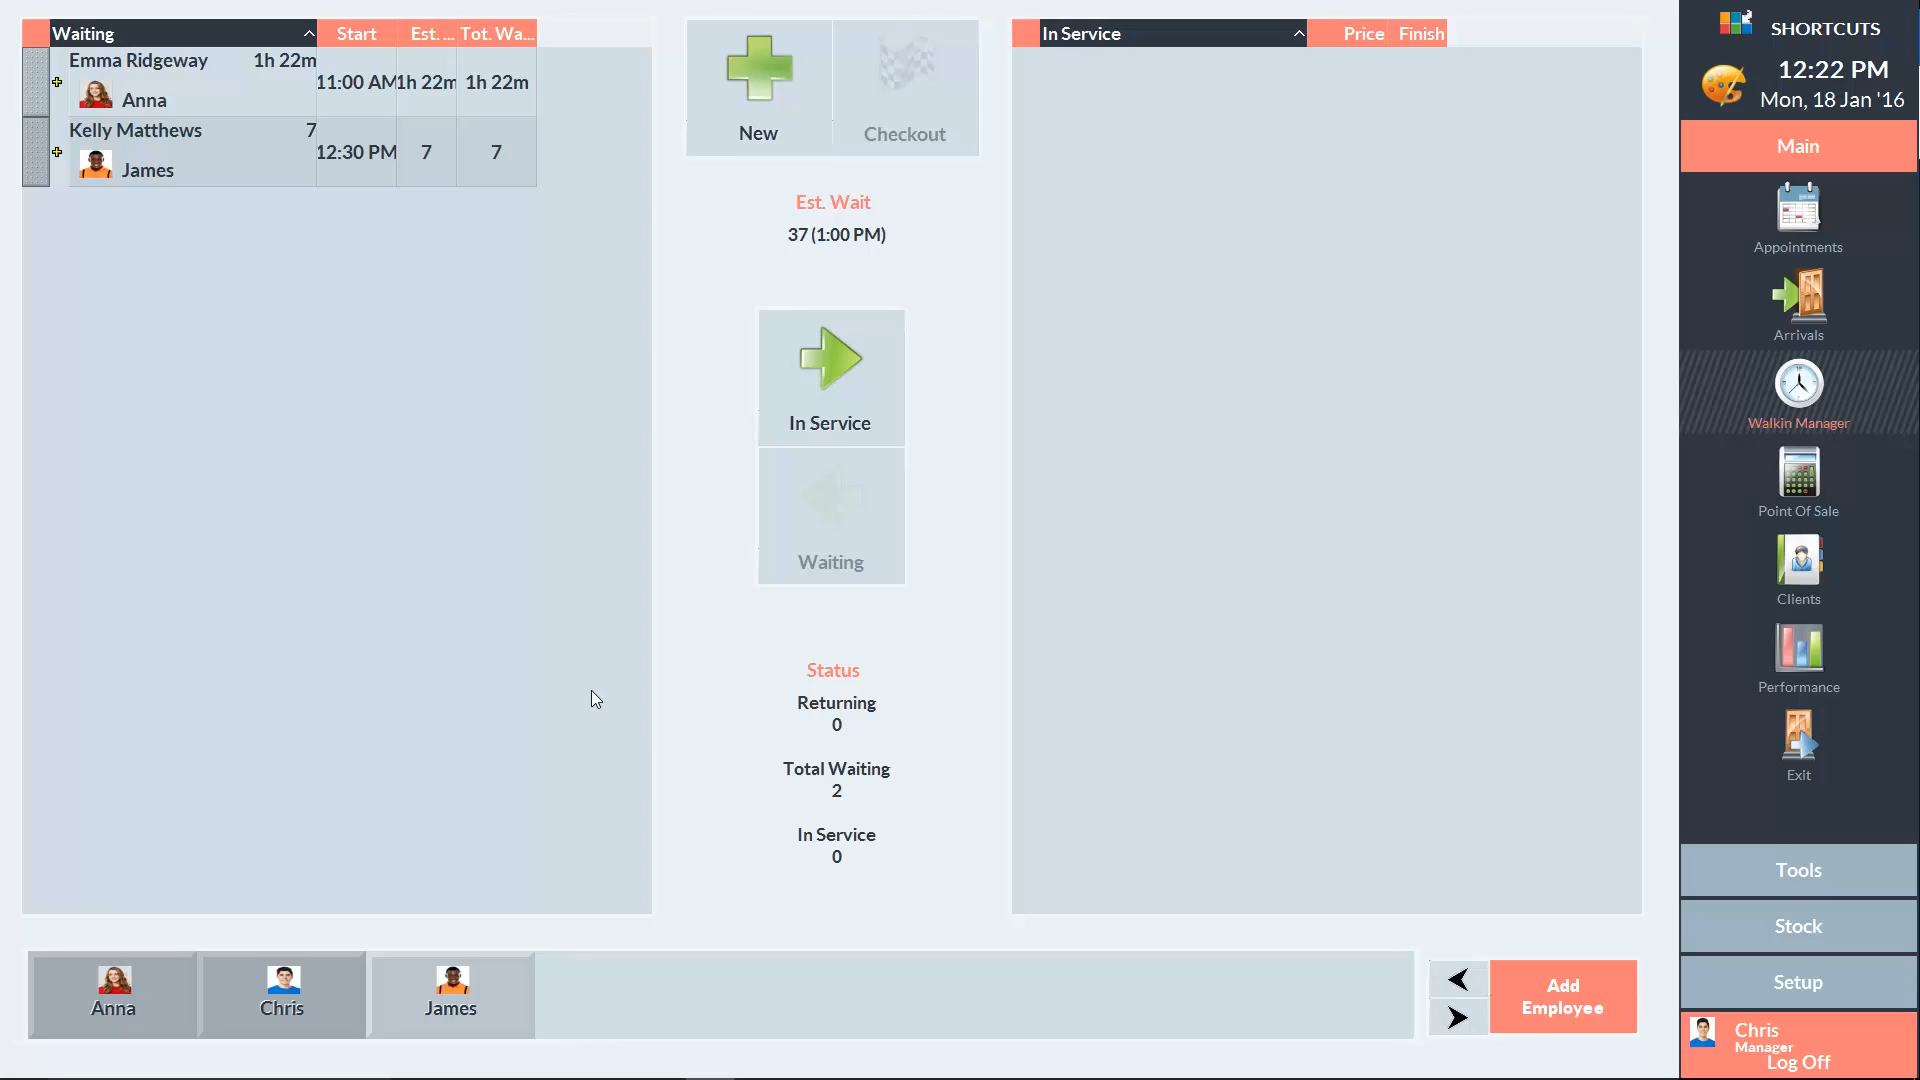 Waiting Start Est. ... Tot. Wa...
Emma Ridgeway 1h 22m
Anna
11:00 AM 1h 22m 1h 22m
Kelly Matthews 7
James
12:30 PM 7 7
New
Checkout
Est. Wait
37 (1:00 PM)
In Service
Waiting
Status
Returning
0
Total Waiting
2
In Service
0
In Service Price Finish
Anna
Chris
James
Add
Employee
SHORTCUTS
12:22 PM
Mon, 18 Jan '16
Main
Appointments
Arrivals
Walkin Manager
Point Of Sale
Clients
Performance
Exit
Tools
Stock
Setup
Chris
Manager
Log Off